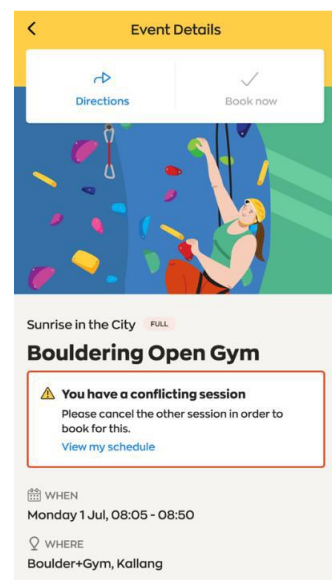 Event Details
Directions
Book now
Sunrise in the City FULL
Bouldering Open Gym
You have a conflicting session
Please cancel the other session in order to
book for this.
View my schedule
WHEN
Monday 1 Jul, 08:05 - 08:50
WHERE
Boulder+Gym, Kallang